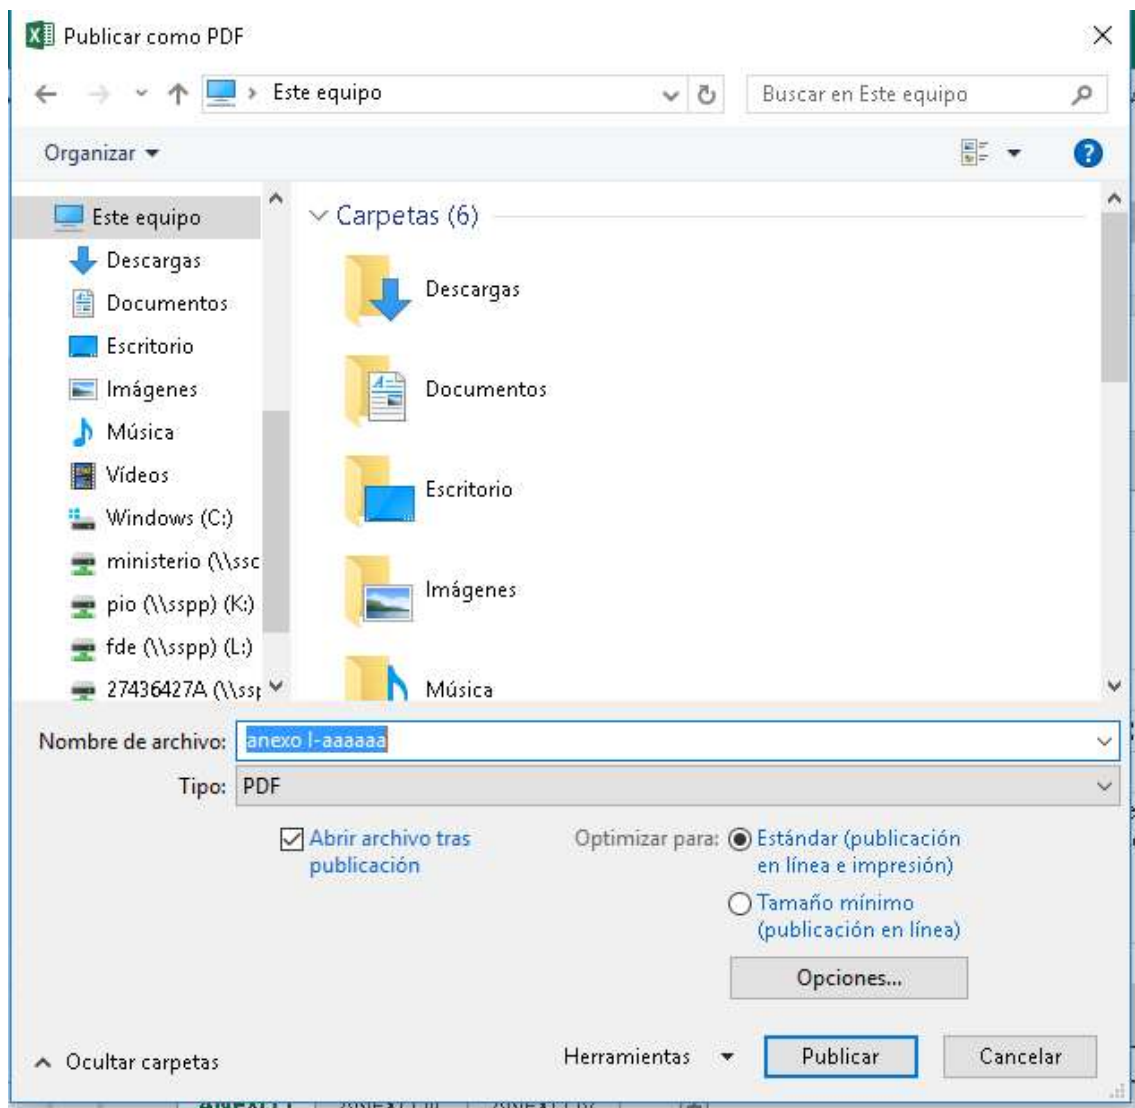 Publicar como PDF
Este equipo
Buscar en Este equipo
Organizar
Este equipo
Descargas
Documentos
Escritorio
Imágenes
Música
Vídeos
Windows (C:)
ministerio (\\ssc
pio (\\sspp) (K:)
fde (\\sspp) (L:)
27436427A (\\ssp
Carpetas (6)
Descargas
Documentos
Escritorio
Imágenes
Música
Nombre de archivo: anexo I-aaaaaa
Tipo: PDF
Abrir archivo tras
publicación
Optimizar para:
Estándar (publicación
en línea e impresión)
Tamaño mínimo
(publicación en línea)
Opciones...
Ocultar carpetas
Herramientas
Publicar
Cancelar